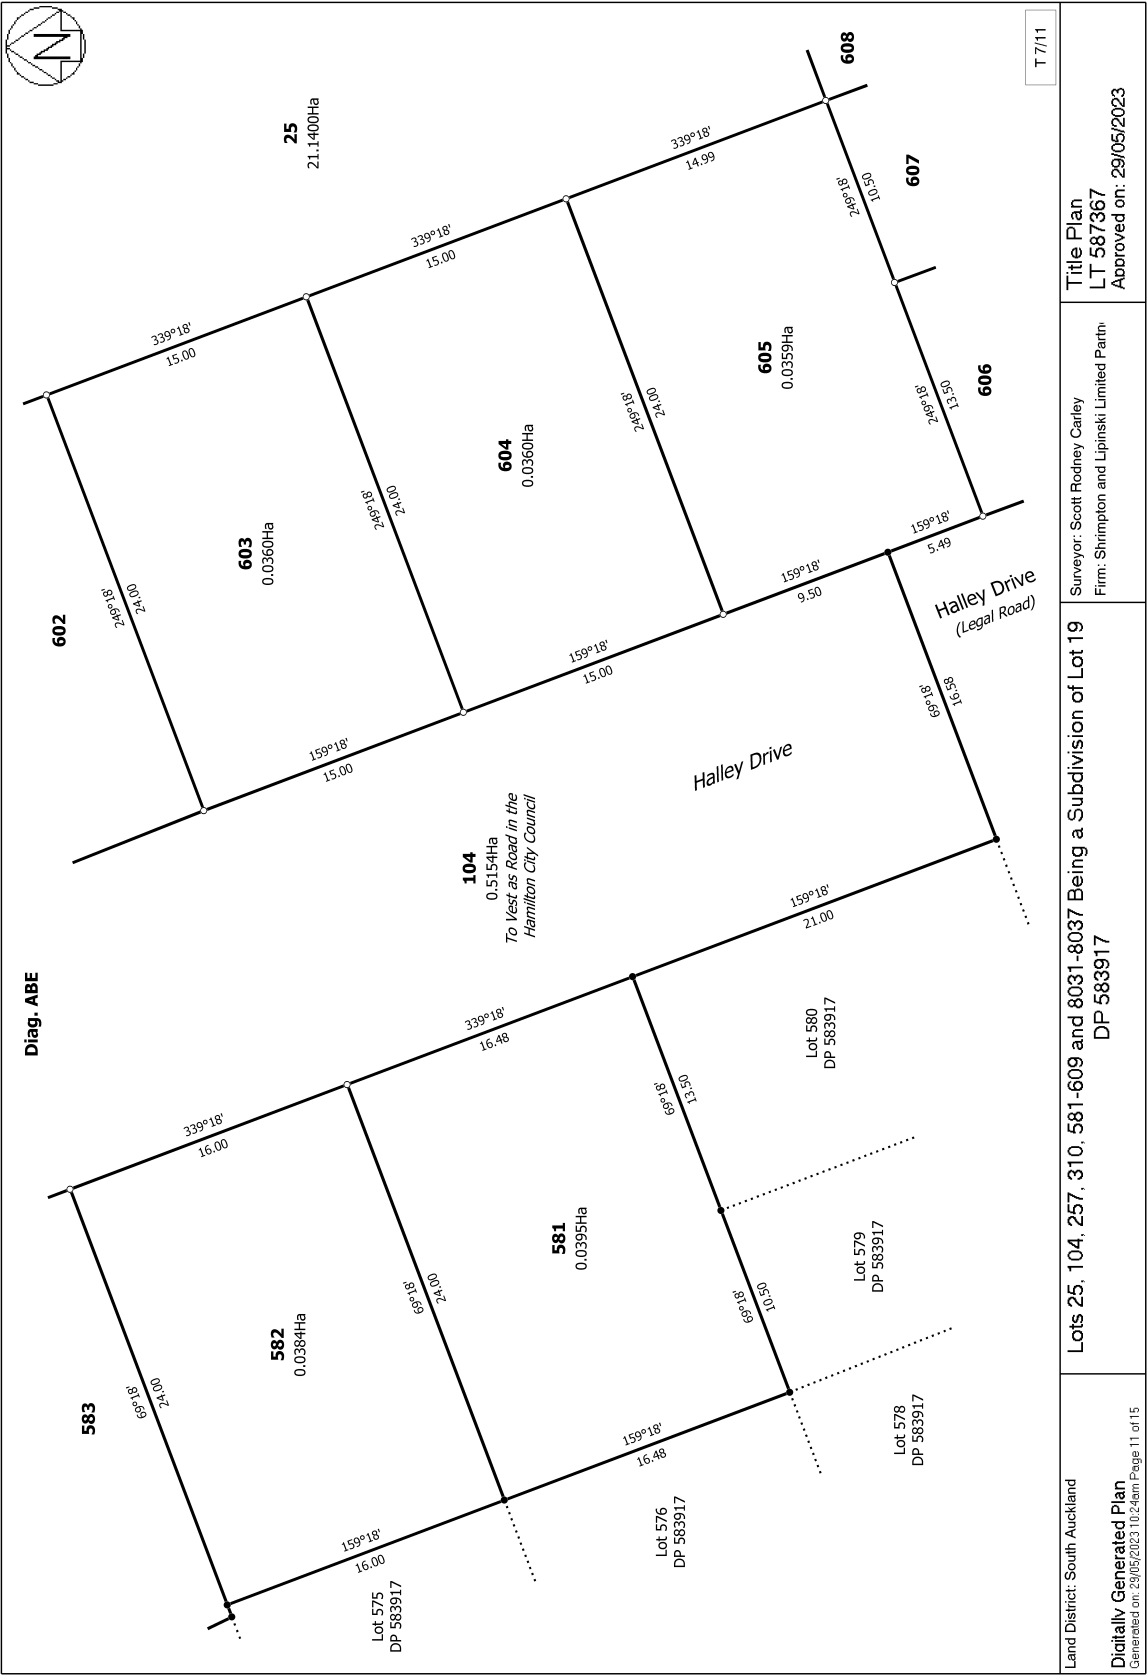 N
Diag. ABE
583
69°18'
24.00
582
0.0384Ha
339°18'
16.00
159°18'
16.00
Lot 575
DP 583917
69°18'
24.00
581
0.0395Ha
339°18'
16.48
159°18'
16.48
Lot 576
DP 583917
69°18'
10.50
69°18'
13.50
Lot 578
DP 583917
Lot 579
DP 583917
Lot 580
DP 583917
159°18'
21.00
104
0.5154Ha
To Vest as Road in the
Hamilton City Council
Halley Drive
69°18'
16.58
Halley Drive
(Legal Road)
602
249°18'
24.00
603
0.0360Ha
339°18'
15.00
159°18'
15.00
25
21.1400Ha
249°18'
24.00
604
0.0360Ha
339°18'
15.00
159°18'
15.00
249°18'
24.00
605
0.0359Ha
339°18'
14.99
159°18'
9.50
159°18'
5.49
249°18'
13.50
249°18'
10.50
606
607
608
T 7/11
Land District: South Auckland
Digitally Generated Plan
Generated on: 29/05/2023 10:24am Page 11 of 15
Lots 25, 104, 257, 310, 581-609 and 8031-8037 Being a Subdivision of Lot 19
DP 583917
Surveyor: Scott Rodney Carley
Firm: Shrimpton and Lipinski Limited Partn
Title Plan
LT 587367
Approved on: 29/05/2023